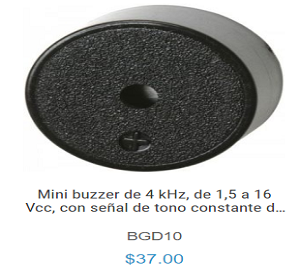 Mini buzzer de 4 kHz, de 1,5 a 16
Vcc, con señal de tono constante d...
BGD10
$37.00